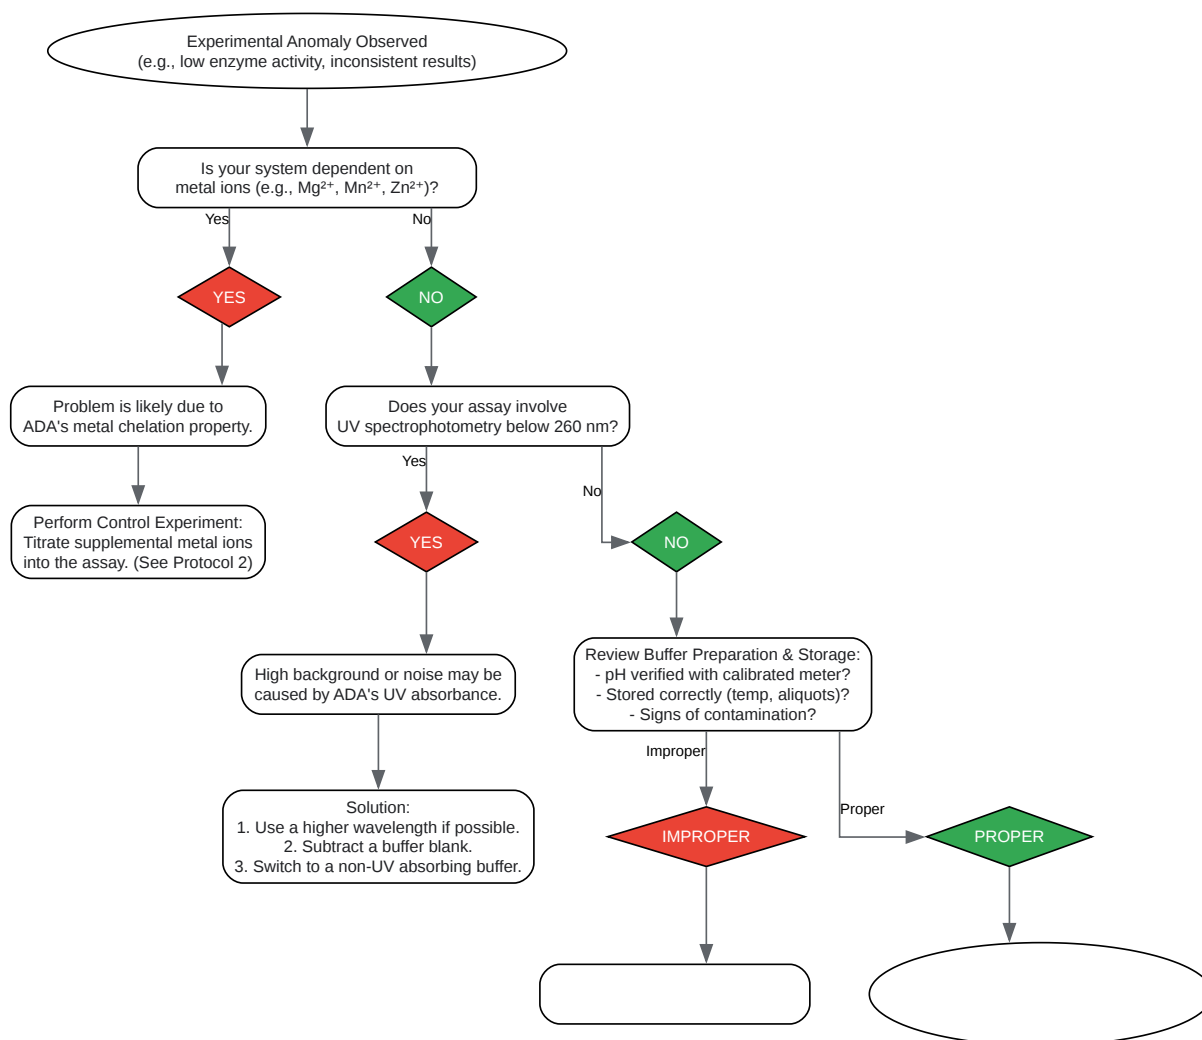 Experimental Anomaly Observed
(e.g., low enzyme activity, inconsistent results)
Is your system dependent on
metal ions (e.g., Mg²⁺, Mn²⁺, Zn²⁺)?
Yes
No
YES
NO
Problem is likely due to
ADA's metal chelation property.
Does your assay involve
UV spectrophotometry below 260 nm?
Yes
No
Perform Control Experiment:
Titrate supplemental metal ions
into the assay. (See Protocol 2)
YES
NO
High background or noise may be
caused by ADA's UV absorbance.
Review Buffer Preparation & Storage:
- pH verified with calibrated meter?
- Stored correctly (temp, aliquots)?
- Signs of contamination?
Improper
Proper
Solution:
1. Use a higher wavelength if possible.
2. Subtract a buffer blank.
3. Switch to a non-UV absorbing buffer.
IMPROPER
PROPER